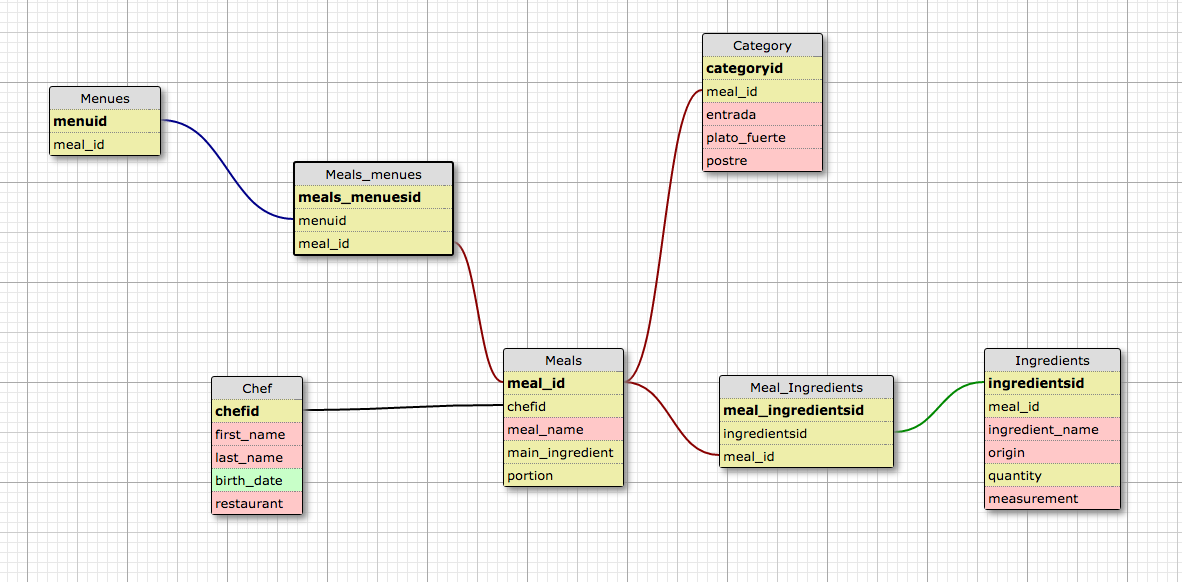 Menues
menuid
meal_id
Meals_menues
meals_menuesid
menuid
meal_id
Category
categoryid
meal_id
entrada
plato_fuerte
postre
Chef
chefid
first_name
last_name
birth_date
restaurant
Meals
meal_id
chefid
meal_name
main_ingredient
portion
Meal_Ingredients
meal_ingredientsid
ingredientsid
meal_id
Ingredients
ingredientsid
meal_id
ingredient_name
origin
quantity
measurement